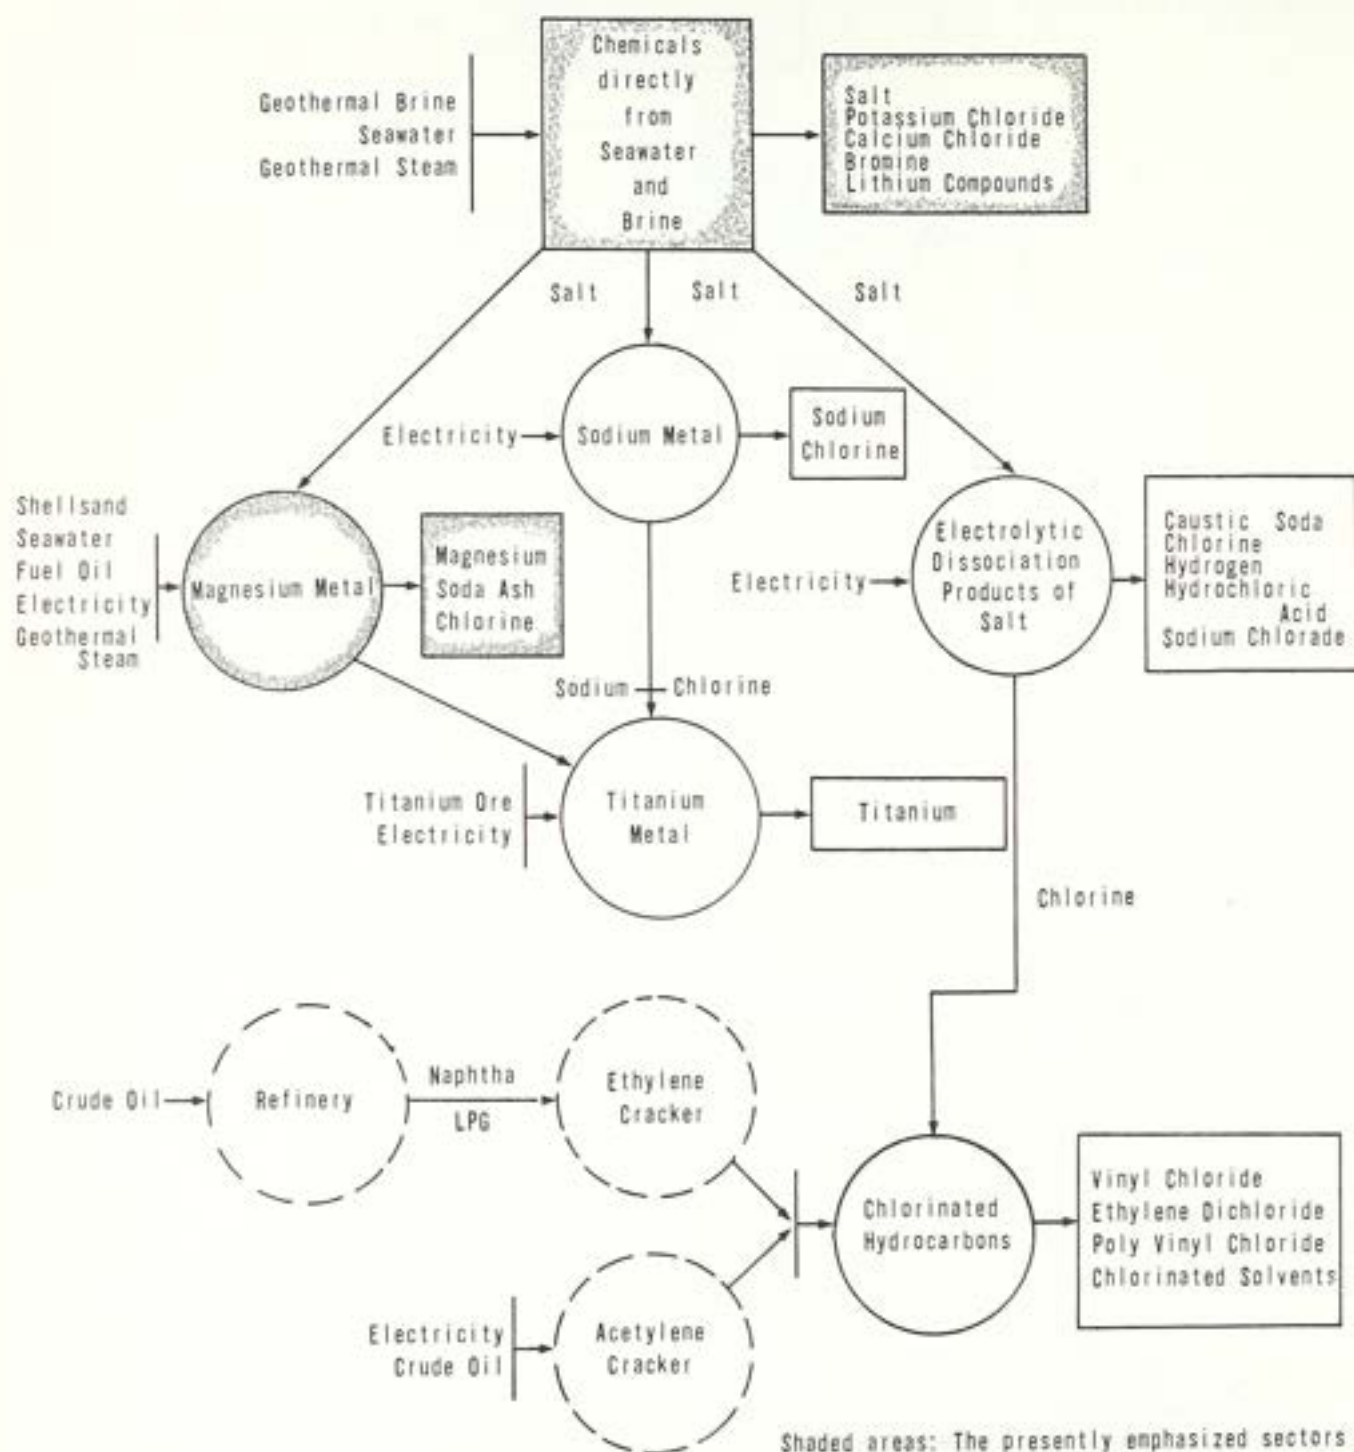 Chemicals
directly
from
Seawater
and
Brine
Geothermal Brine
Seawater
Geothermal Steam
Salt
Potassium Chloride
Calcium Chloride
Bromine
Lithium Compounds
Salt
Salt
Salt
Electricity
Sodium Metal
Sodium
Chlorine
Shellsand
Seawater
Fuel Oil
Electricity
Geothermal
Steam
Magnesium Metal
Magnesium
Soda Ash
Chlorine
Electricity
Electrolytic
Dissociation
Products of
Salt
Caustic Soda
Chlorine
Hydrogen
Hydrochloric
Acid
Sodium Chlorade
Sodium
Chlorine
Titanium Ore
Electricity
Titanium
Metal
Titanium
Chlorine
Crude Oil
Refinery
Naphtha
LPG
Ethylene
Cracker
Electricity
Crude Oil
Acetylene
Cracker
Chlorinated
Hydrocarbons
Vinyl Chloride
Ethylene Dichloride
Poly Vinyl Chloride
Chlorinated Solvents
Shaded areas: The presently emphasized sectors